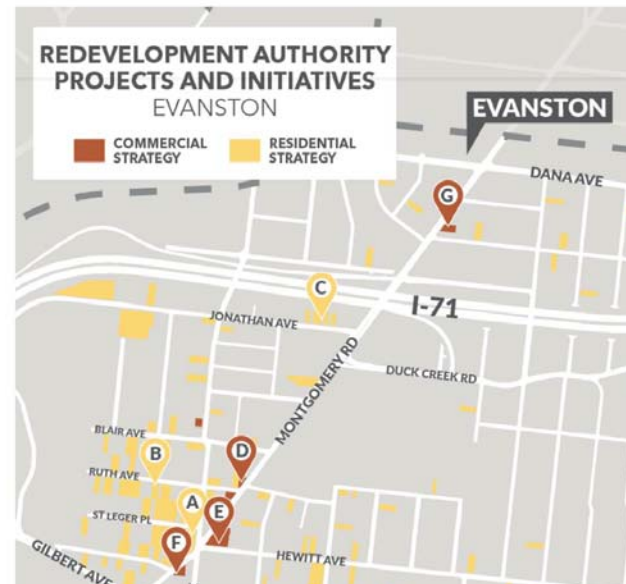 REDEVELOPMENT AUTHORITY
PROJECTS AND INITIATIVES
EVANSTON
COMMERCIAL
STRATEGY
RESIDENTIAL
STRATEGY
EVANSTON
DANA AVE
G
C
I-71
JONATHAN AVE
MONTGOMERY RD
DUCK CREEK RD
BLAIR AVE
B
D
RUTH AVE
A
ST LEGER PL
E
F
GILBERT AVE
HEWITT AVE